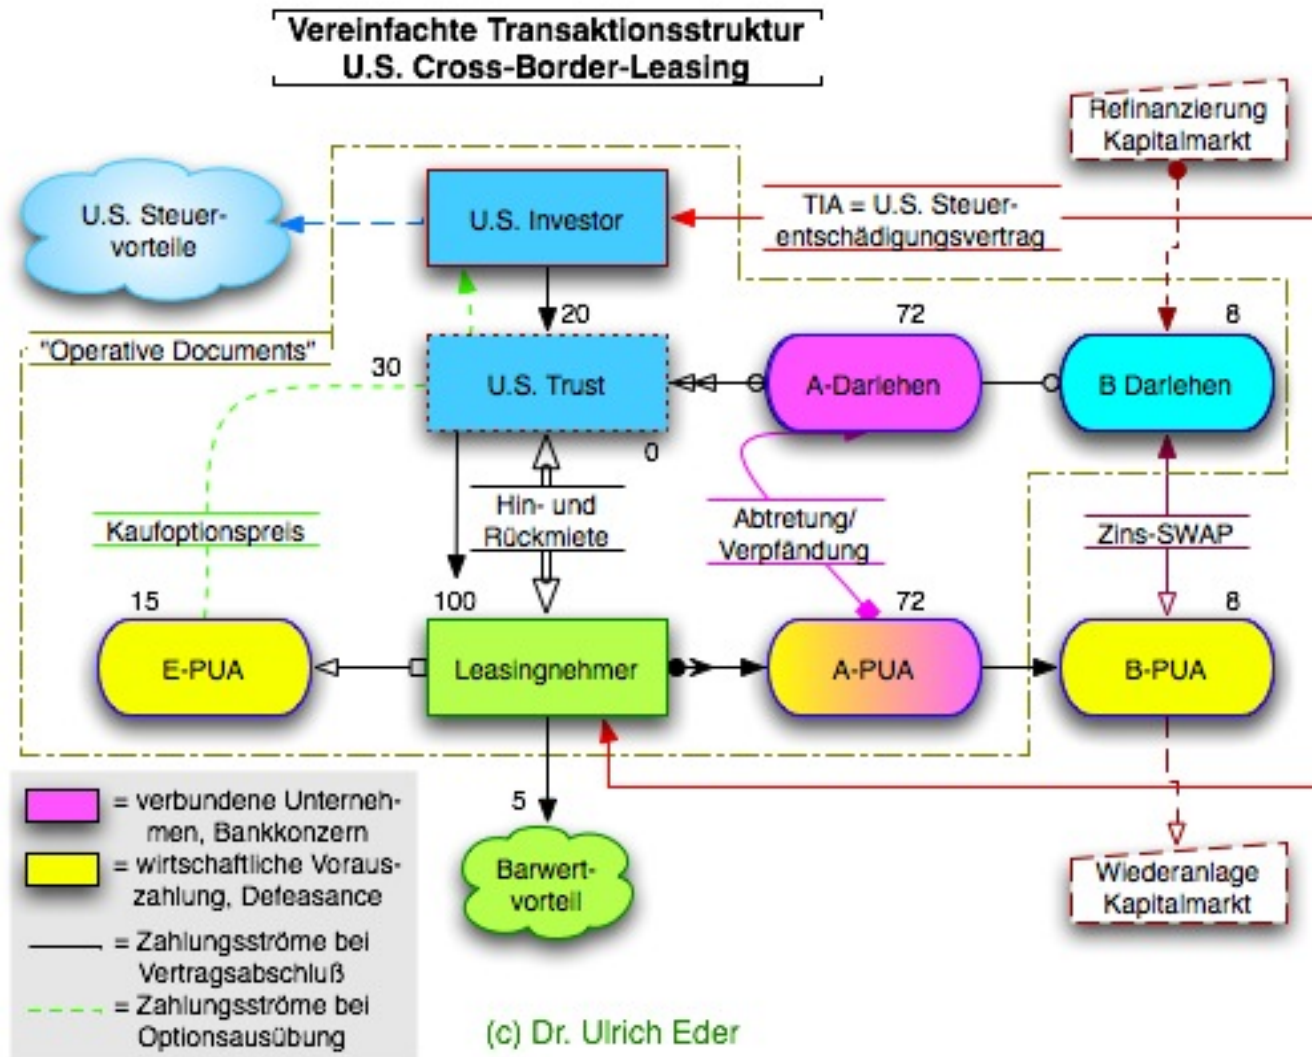 Vereinfachte Transaktionsstruktur
U.S. Cross-Border-Leasing
Refinanzierung
Kapitalmarkt
U.S. Steuer-
vorteile
U.S. Investor
TIA = U.S. Steuer-
entschädigungsvertrag
20
72
8
"Operative Documents"
30
U.S. Trust
A-Darlehen
B Darlehen
0
Kaufoptionspreis
Hin- und
Rückmiete
Abtretung/
Verpfändung
Zins-SWAP
15
100
72
8
E-PUA
Leasingnehmer
A-PUA
B-PUA
5
Barwert-
vorteil
Wiederanlage
Kapitalmarkt
= verbundene Unterneh-
men, Bankkonzern
= wirtschaftliche Voraus-
zahlung, Defeasance
= Zahlungsströme bei
Vertragsabschluß
= Zahlungsströme bei
Optionsausübung
(c) Dr. Ulrich Eder